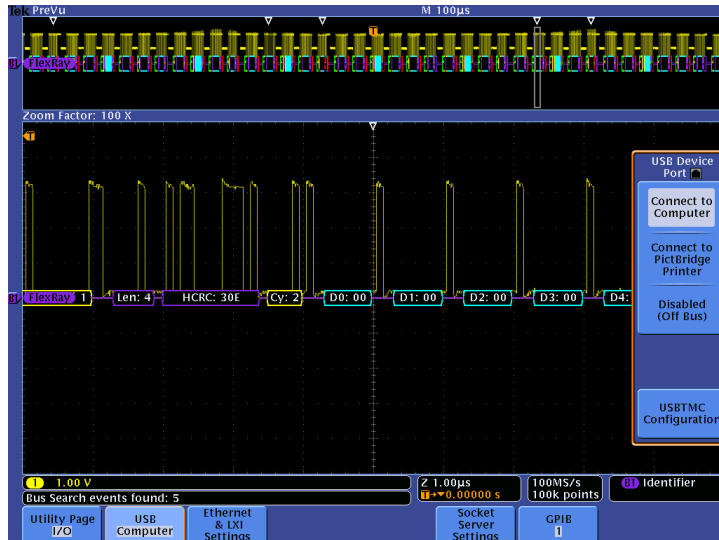 Tek PreVu M 100µs
T
B1 FlexRay
Zoom Factor: 100 X
T
USB Device
Port
Connect to
Computer
Connect to
PictBridge
Printer
Disabled
(Off Bus)
USBTMC
Configuration
B1 FlexRay 1 Len: 4 HCRC: 30E Cy: 2 D0: 00 D1: 00 D2: 00 D3: 00 D4:
1 1.00 V
Z 1.00µs
T→▼0.00000 s
100MS/s
100k points
B1 Identifier
Bus Search events found: 5
Utility Page
I/O
USB
Computer
Ethernet
& LXI
Settings
Socket
Server
Settings
GPIB
1